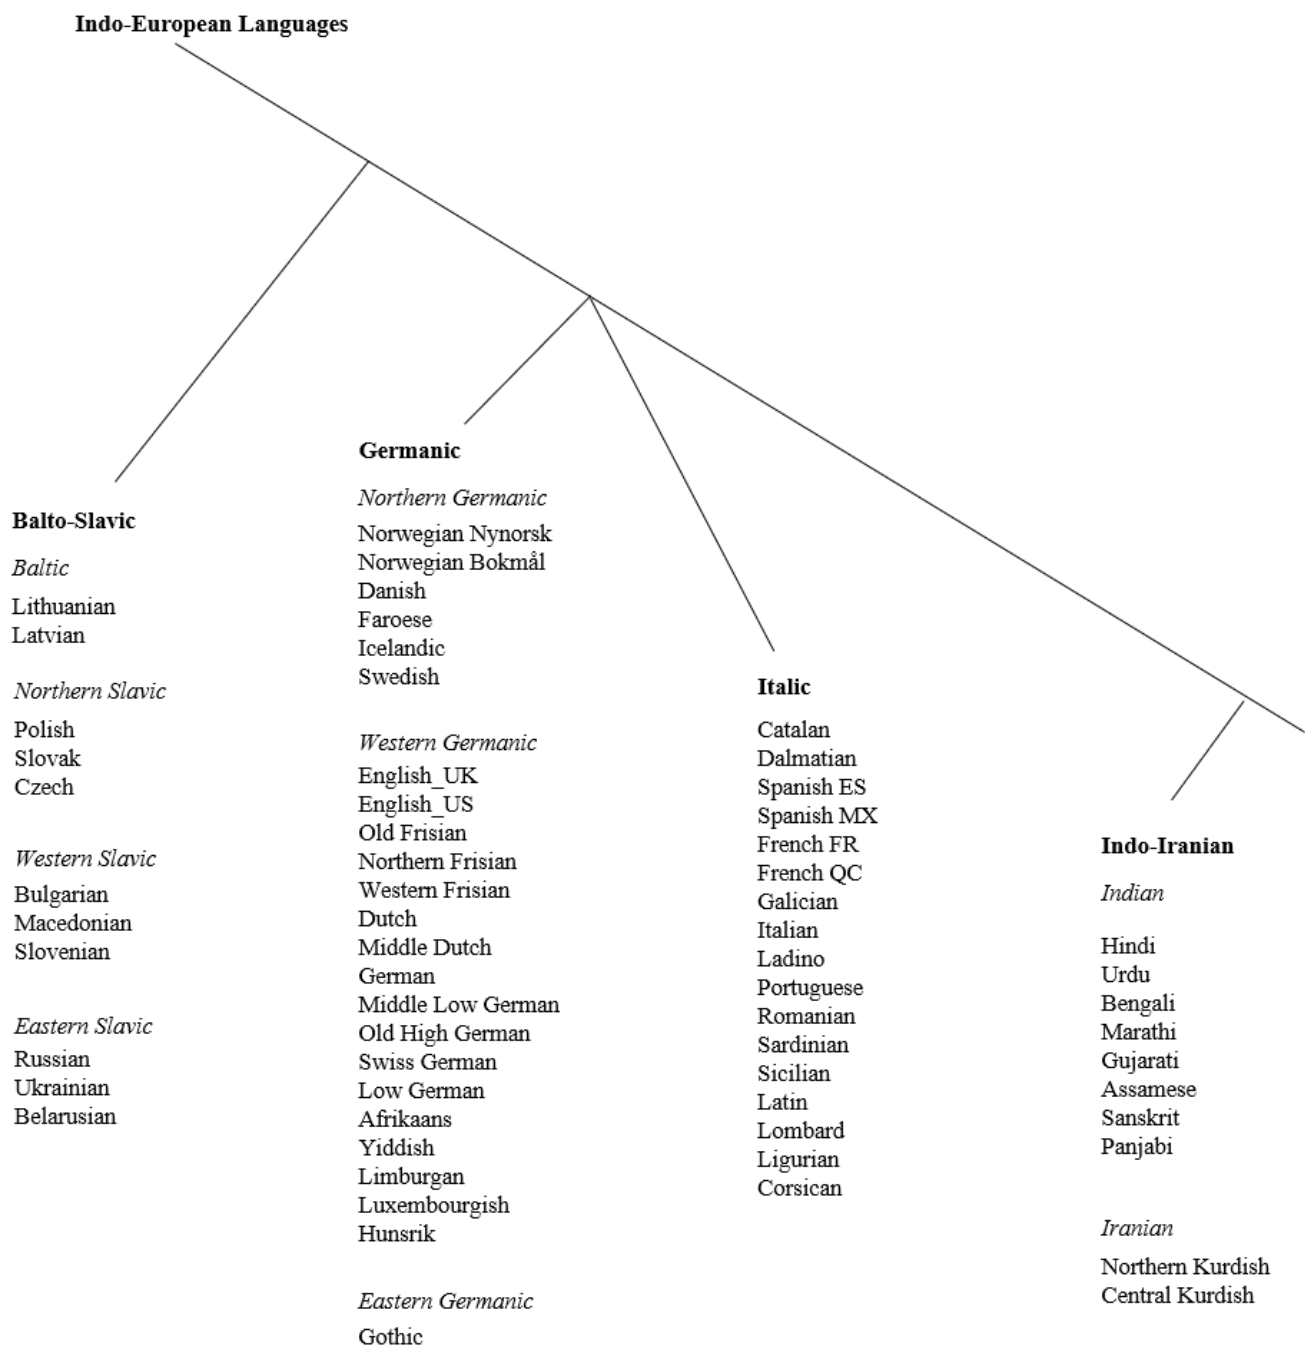 Indo-European Languages
Balto-Slavic
Baltic
Lithuanian
Latvian
Northern Slavic
Polish
Slovak
Czech
Western Slavic
Bulgarian
Macedonian
Slovenian
Eastern Slavic
Russian
Ukrainian
Belarusian
Germanic
Northern Germanic
Norwegian Nynorsk
Norwegian Bokmål
Danish
Faroese
Icelandic
Swedish
Western Germanic
English_UK
English_US
Old Frisian
Northern Frisian
Western Frisian
Dutch
Middle Dutch
German
Middle Low German
Old High German
Swiss German
Low German
Afrikaans
Yiddish
Limburgan
Luxembourgish
Hunsrik
Eastern Germanic
Gothic
Italic
Catalan
Dalmatian
Spanish ES
Spanish MX
French FR
French QC
Galician
Italian
Ladino
Portuguese
Romanian
Sardinian
Sicilian
Latin
Lombard
Ligurian
Corsican
Indo-Iranian
Indian
Hindi
Urdu
Bengali
Marathi
Gujarati
Assamese
Sanskrit
Panjabi
Iranian
Northern Kurdish
Central Kurdish